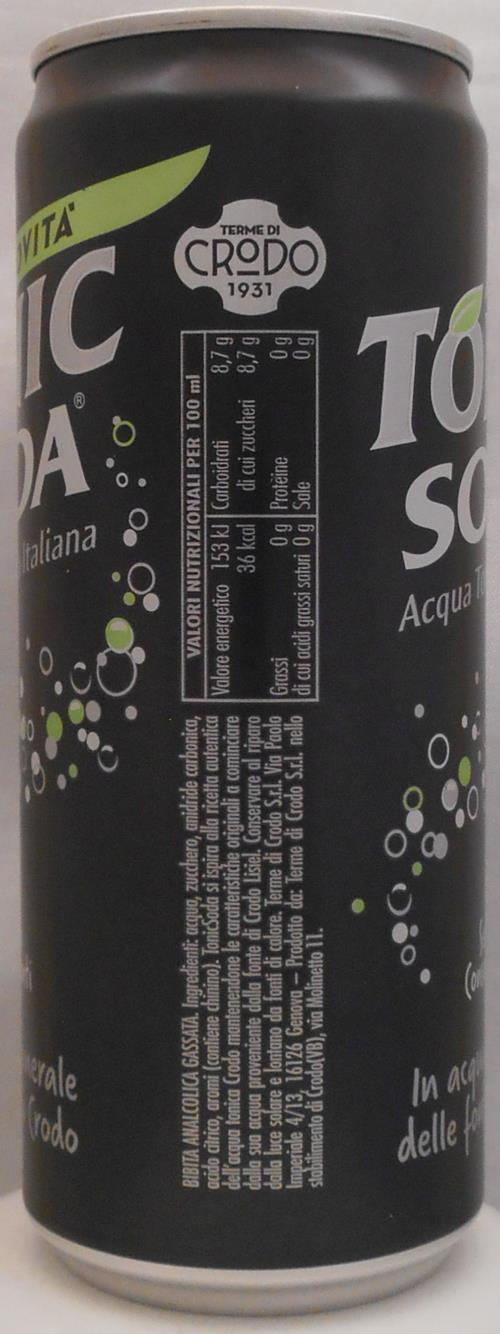 OVITÀ
NIC
DA®
Italiana
nerale
Crodo
TERME DI
CRODO
1931
VALORI NUTRIZIONALI PER 100 ml
Valore energetico 153 kJ
36 kcal
Grassi 0 g
di cui acidi grassi saturi 0 g
Carboidrati 8,7 g
di cui zuccheri 8,7 g
Proteine 0 g
Sale 0 g
BIBITA ANALCOLICA GASSATA. Ingredienti: acqua, zucchero, anidride carbonica,
acido citrico, aromi (contiene chinino). TonicSoda si ispira alla ricetta autentica
dell'acqua tonica Crodo mantenendone le caratteristiche originali a cominciare
dalla sua acqua proveniente dalla fonte di Crodo Lisiel. Conservare al riparo
dalla luce solare e lontano da fonti di calore. Terme di Crodo S.r.l. Via Paolo
Imperiale 4/13, 16126 Genova – Prodotto da: Terme di Crodo S.r.l. nello
stabilimento di Crodo(VB), via Molinetto 11.
TO
SO
Acqua To
In acqu
delle fo